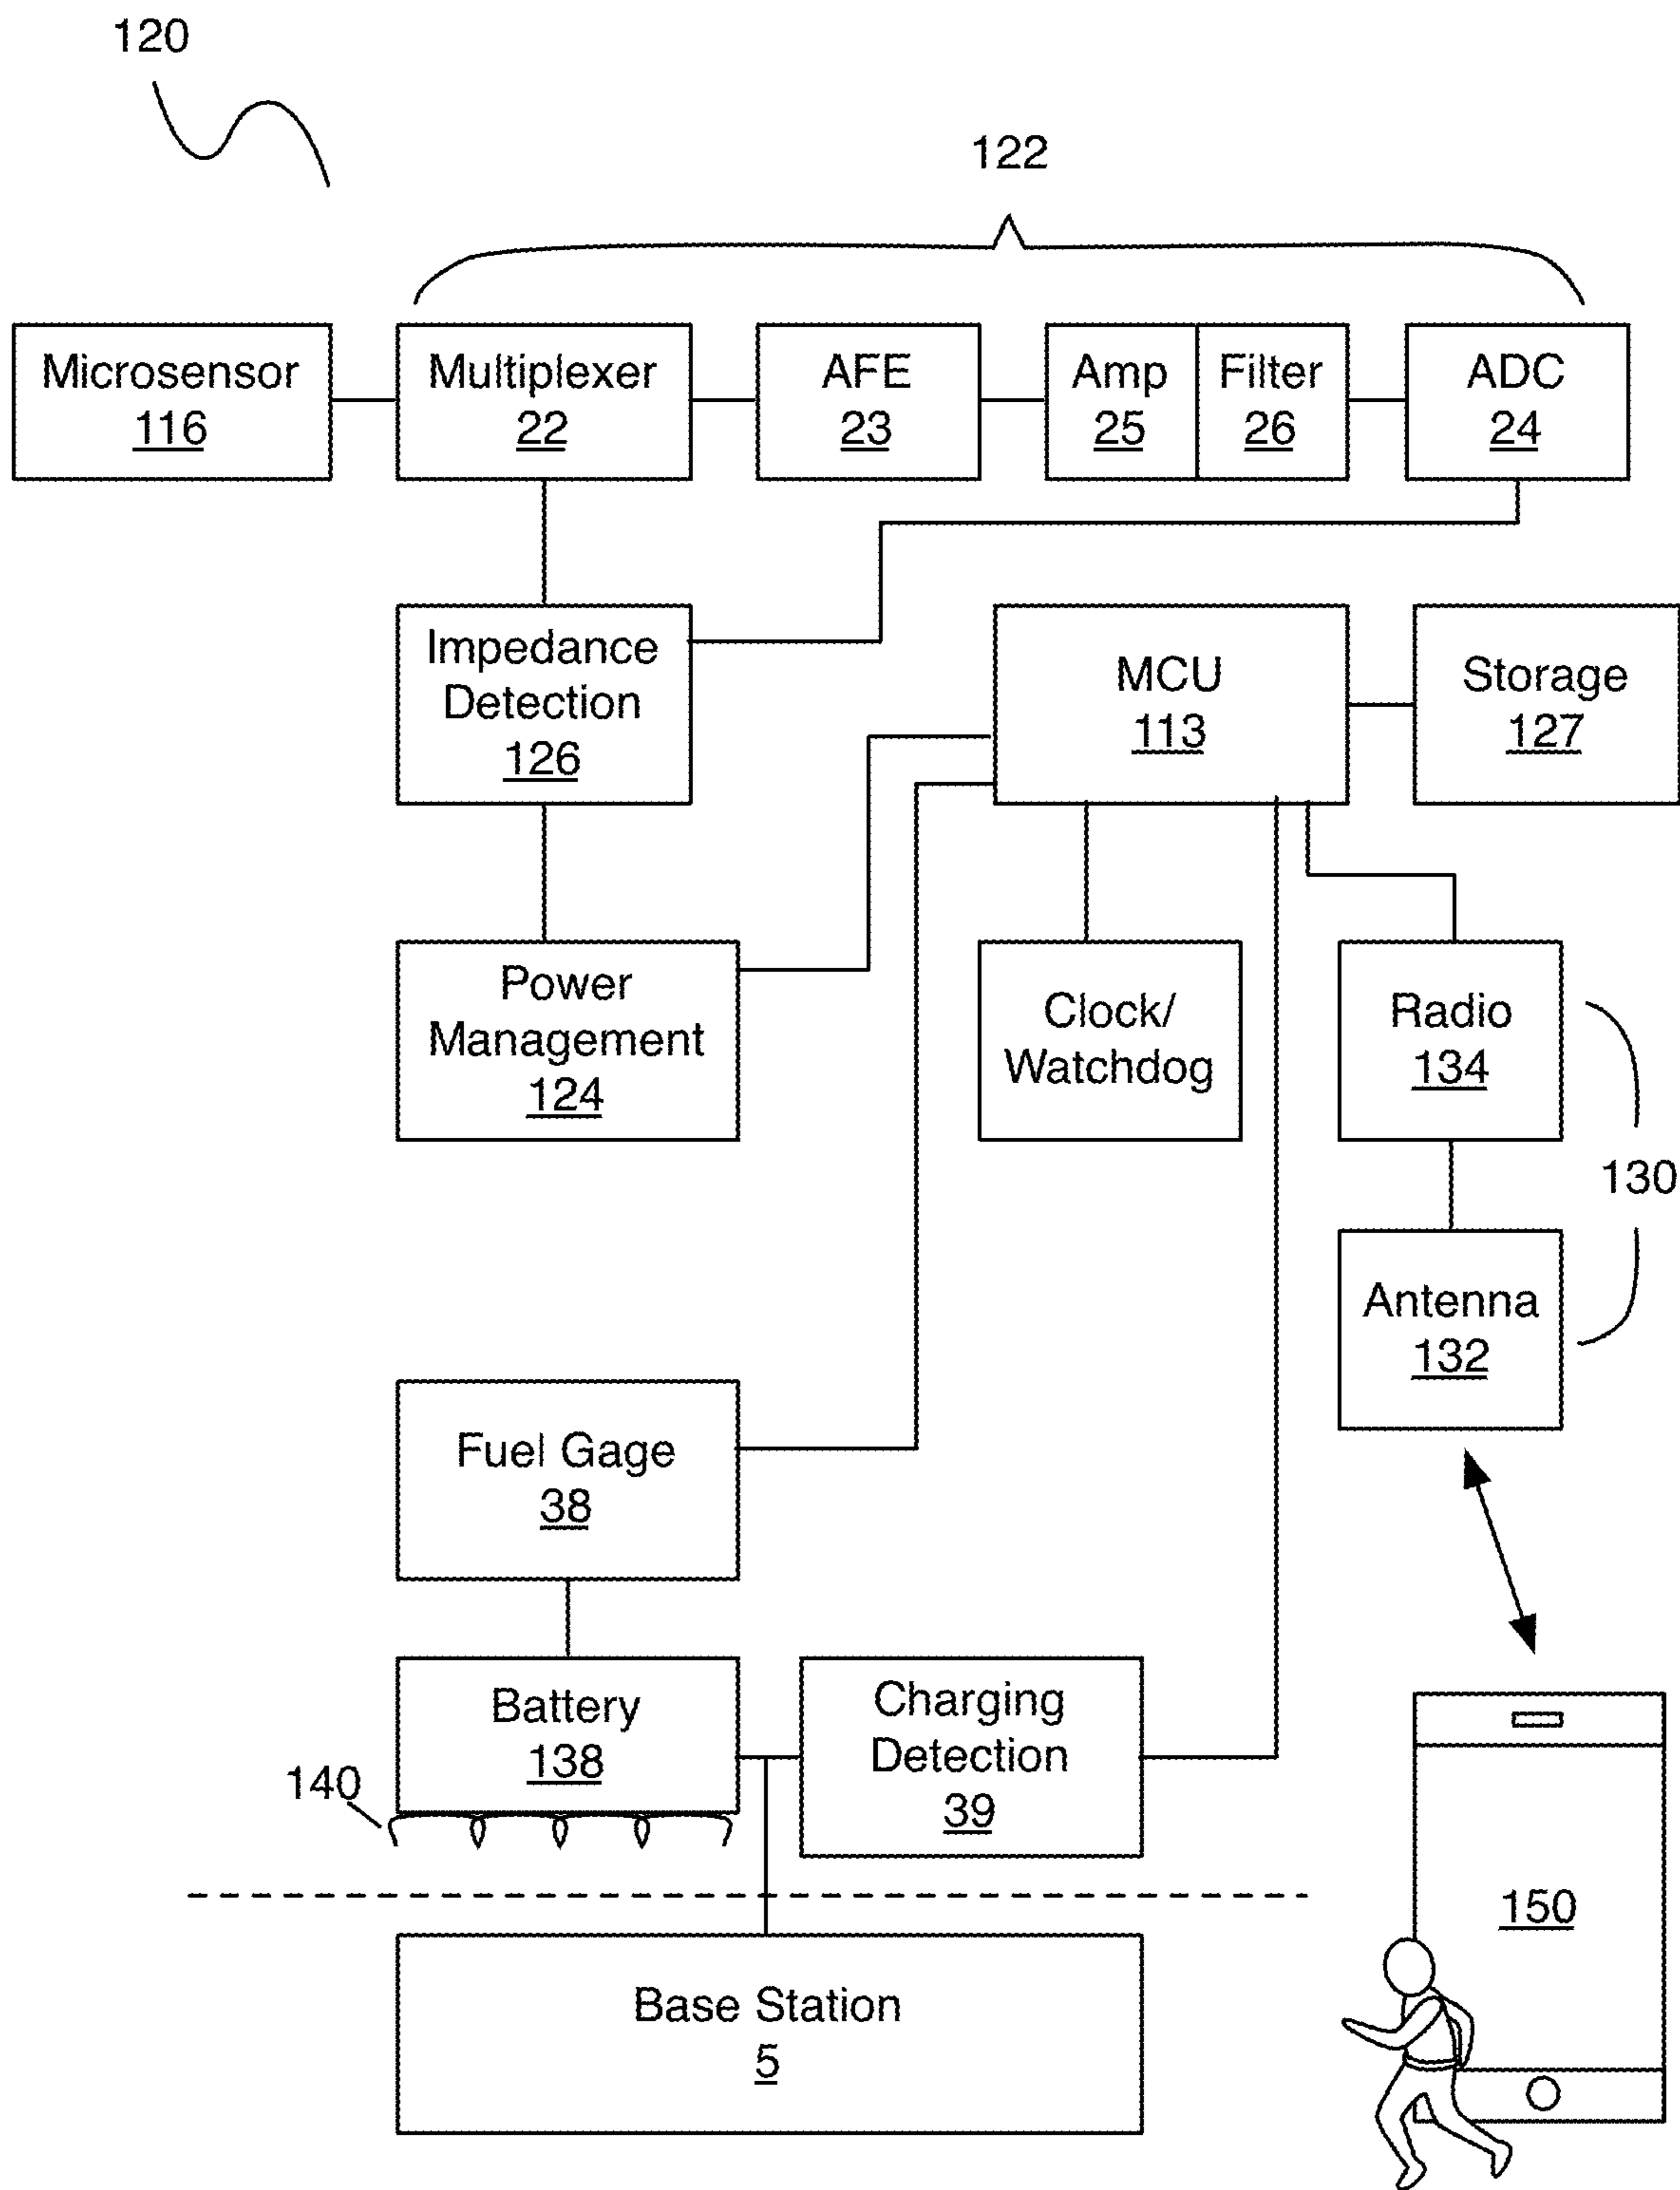 120
122
Microsensor
116
Multiplexer
22
AFE
23
Amp
25
Filter
26
ADC
24
Impedance
Detection
126
MCU
113
Storage
127
Power
Management
124
Clock/
Watchdog
Radio
134
130
Antenna
132
Fuel Gage
38
Battery
138
140
Charging
Detection
39
150
Base Station
5